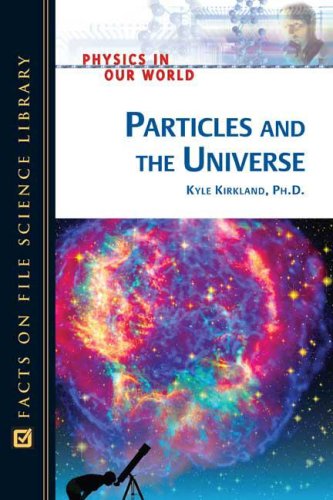 PHYSICS IN
OUR WORLD
PARTICLES AND
THE UNIVERSE
KYLE KIRKLAND, PH.D.
FACTS ON FILE SCIENCE LIBRARY